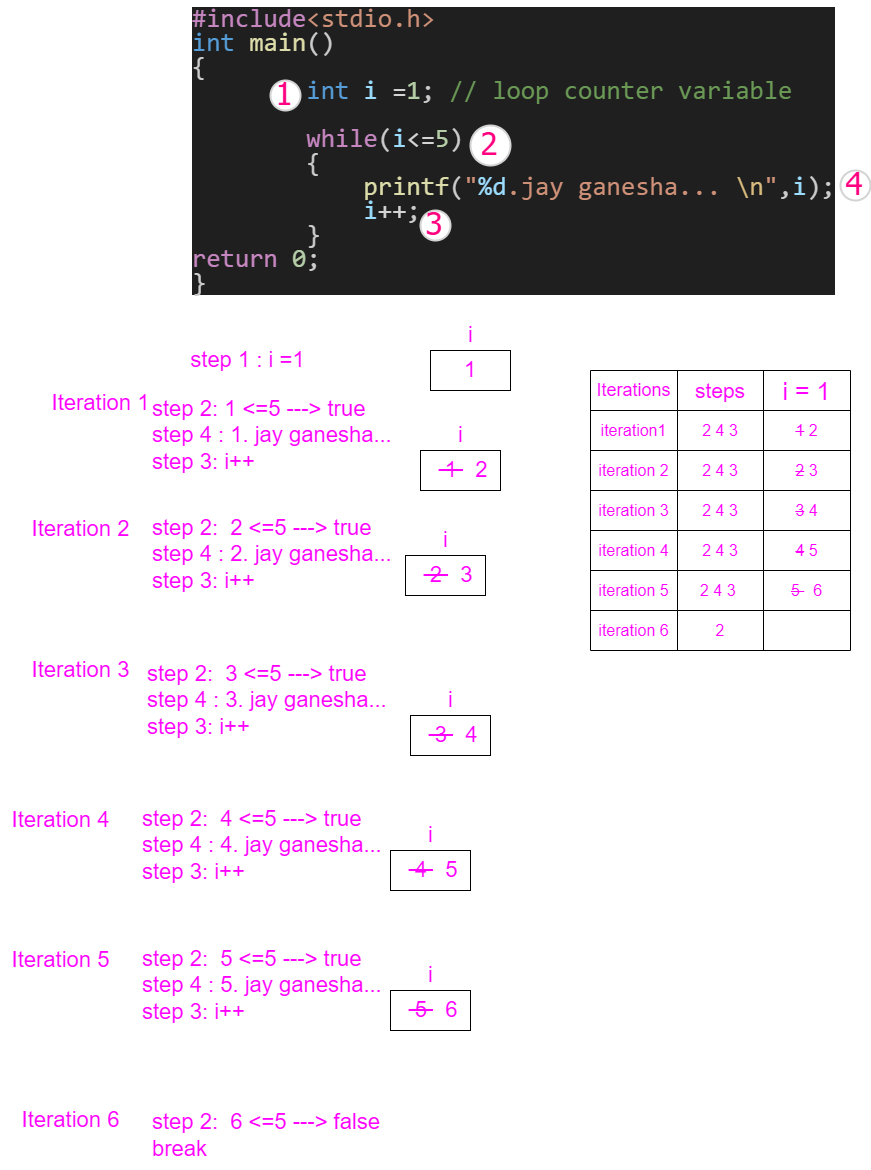 #include<stdio.h>
int main()
{
1 int i =1; // loop counter variable
while(i<=5) 2
{
printf("%d.jay ganesha... \n",i); 4
i++; 3
}
return 0;
}
step 1 : i =1
i
1
Iteration 1
step 2: 1 <=5 ---> true
step 4 : 1. jay ganesha...
step 3: i++
i
1 2
Iteration 2
step 2: 2 <=5 ---> true
step 4 : 2. jay ganesha...
step 3: i++
i
2 3
Iteration 3
step 2: 3 <=5 ---> true
step 4 : 3. jay ganesha...
step 3: i++
i
3 4
Iteration 4
step 2: 4 <=5 ---> true
step 4 : 4. jay ganesha...
step 3: i++
i
4 5
Iteration 5
step 2: 5 <=5 ---> true
step 4 : 5. jay ganesha...
step 3: i++
i
5 6
Iteration 6
step 2: 6 <=5 ---> false
break
Iterations steps i = 1
iteration1 2 4 3 1 2
iteration 2 2 4 3 2 3
iteration 3 2 4 3 3 4
iteration 4 2 4 3 4 5
iteration 5 2 4 3 5 6
iteration 6 2